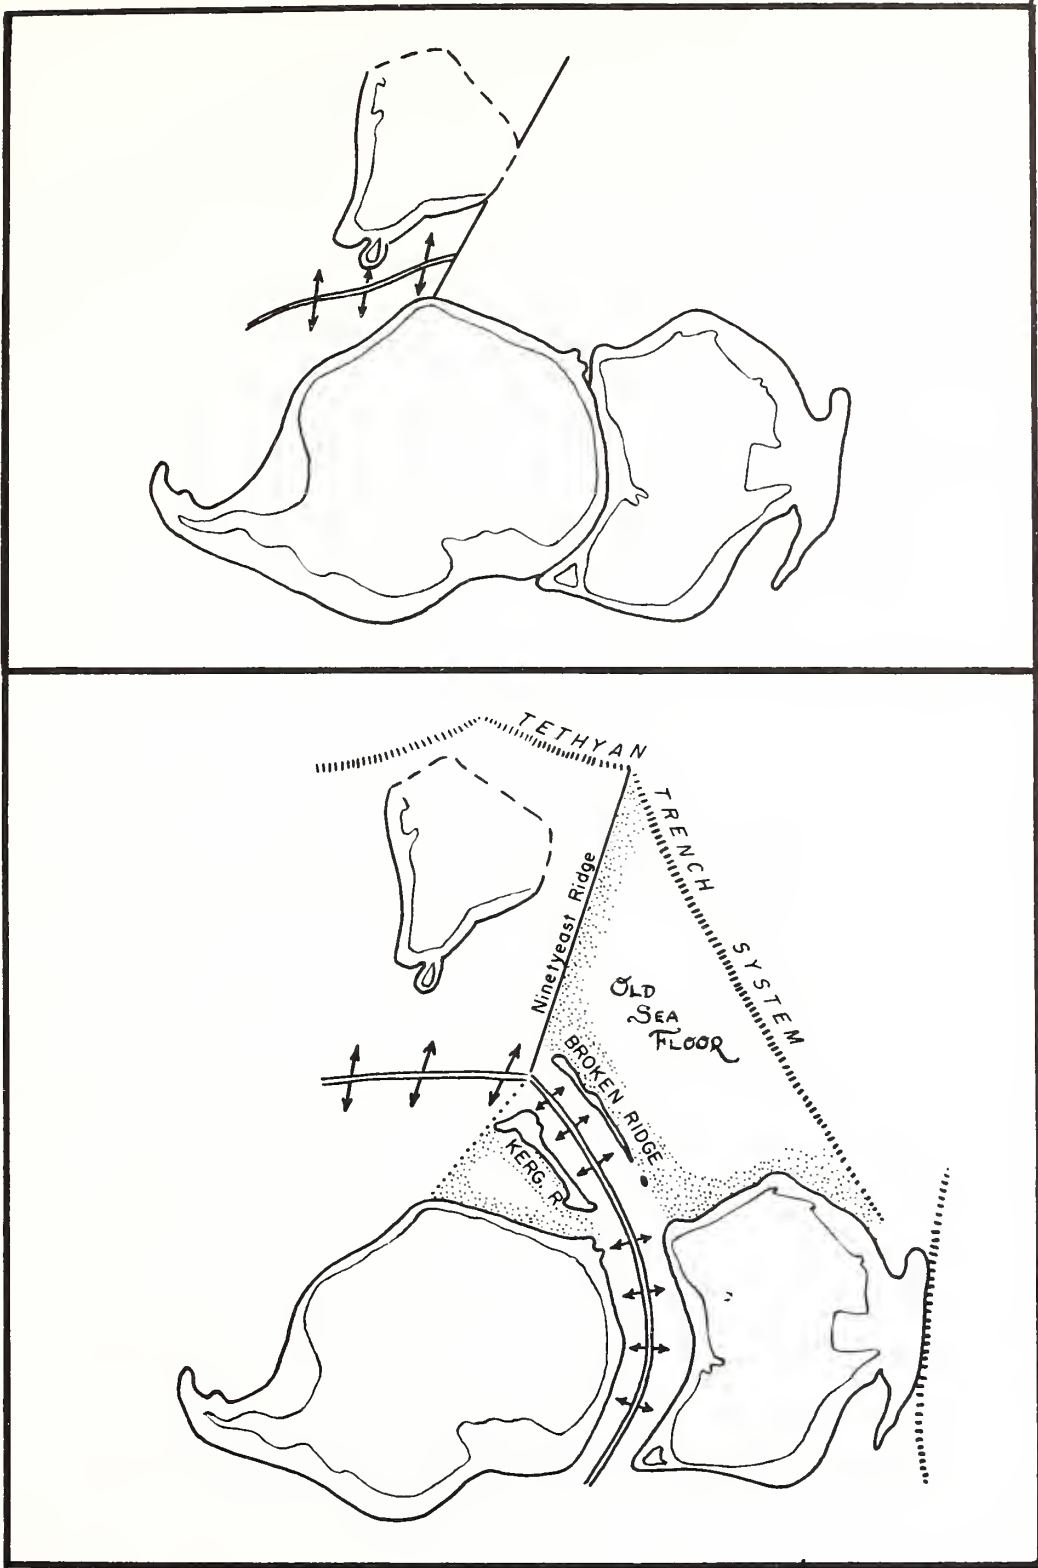 TETHYAN
TRENCH
SYSTEM
Ninetyeast Ridge
OLD
SEA
FLOOR
BROKEN RIDGE
KERG. R.